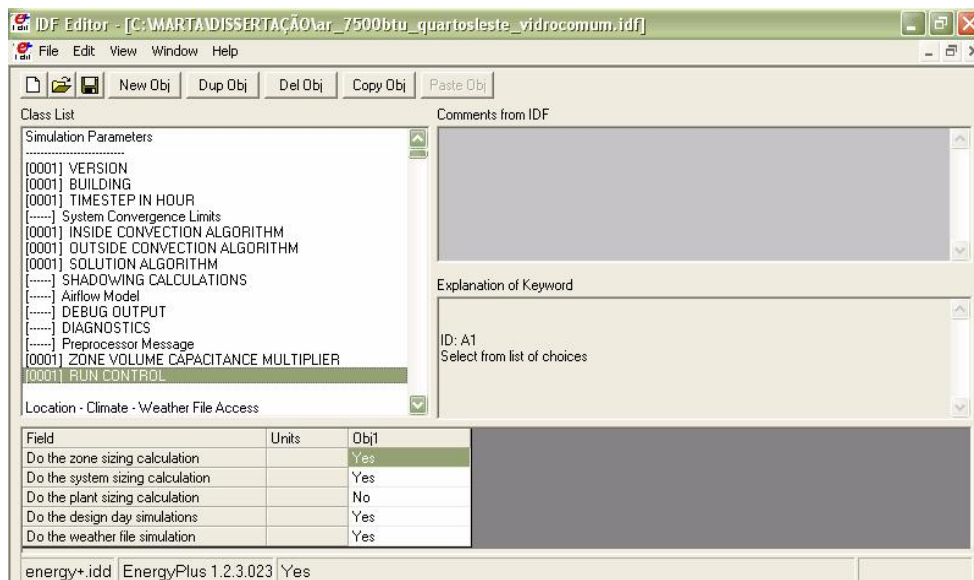 IDF Editor - [C:\MARTA\DISSERTAÇÃO\ar_7500btu_quartosleste_vidrocomum.idf]
File Edit View Window Help
New Obj Dup Obj Del Obj Copy Obj Paste Obj
Class List
Simulation Parameters
----------------------------
[0001] VERSION
[0001] BUILDING
[0001] TIMESTEP IN HOUR
[------] System Convergence Limits
[0001] INSIDE CONVECTION ALGORITHM
[0001] OUTSIDE CONVECTION ALGORITHM
[0001] SOLUTION ALGORITHM
[------] SHADOWING CALCULATIONS
[------] Airflow Model
[------] DEBUG OUTPUT
[------] DIAGNOSTICS
[------] Preprocessor Message
[0001] ZONE VOLUME CAPACITANCE MULTIPLIER
[0001] RUN CONTROL
Location - Climate - Weather File Access
Comments from IDF
Explanation of Keyword
ID: A1
Select from list of choices
Field Units Obj1
Do the zone sizing calculation Yes
Do the system sizing calculation Yes
Do the plant sizing calculation No
Do the design day simulations Yes
Do the weather file simulation Yes
energy+.idd EnergyPlus 1.2.3.023 Yes